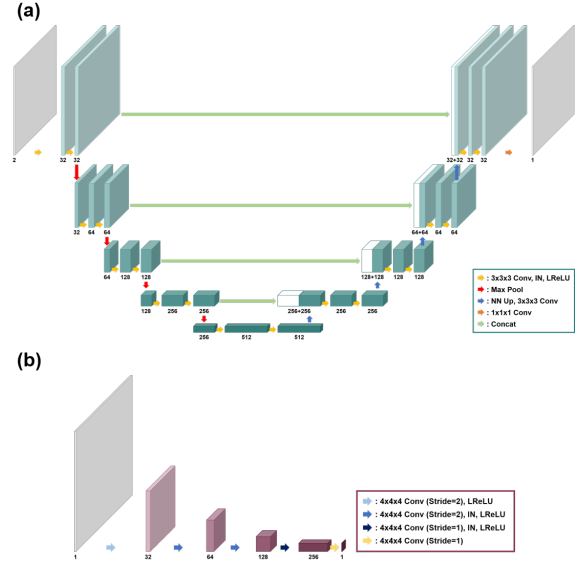 (a)
2 32 32 32+32 32 32 1
32 64 64 64+64 64 64
64 128 128 128+128 128 128
128 256 256 256+256 256 256
256 512 512
: 3x3x3 Conv, IN, LReLU
: Max Pool
: NN Up, 3x3x3 Conv
: 1x1x1 Conv
: Concat
(b)
1 32 64 128 256 1
: 4x4x4 Conv (Stride=2), LReLU
: 4x4x4 Conv (Stride=2), IN, LReLU
: 4x4x4 Conv (Stride=1), IN, LReLU
: 4x4x4 Conv (Stride=1)